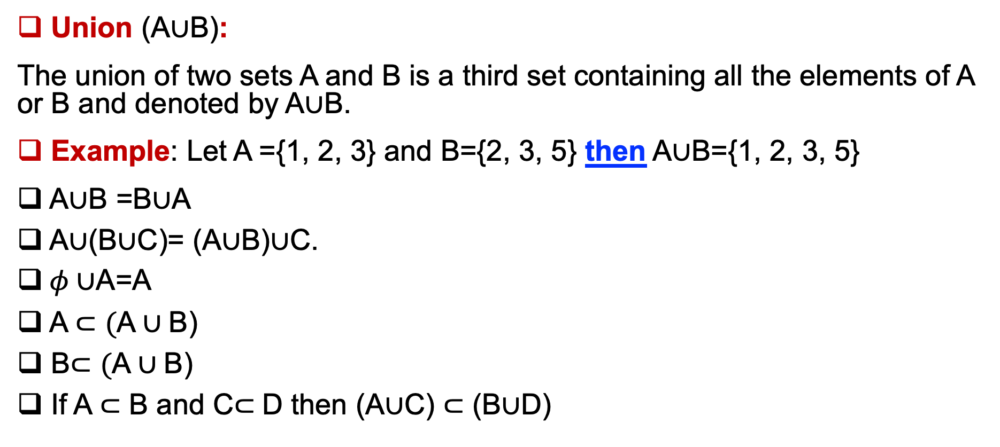 ❑ Union (A∪B):
The union of two sets A and B is a third set containing all the elements of A
or B and denoted by A∪B.
❑ Example: Let A ={1, 2, 3} and B={2, 3, 5} then A∪B={1, 2, 3, 5}
❑ A∪B =B∪A
❑ A∪(B∪C)= (A∪B)∪C.
❑ ϕ ∪A=A
❑ A ⊂ (A ∪ B)
❑ B⊂ (A ∪ B)
❑ If A ⊂ B and C⊂ D then (A∪C) ⊂ (B∪D)